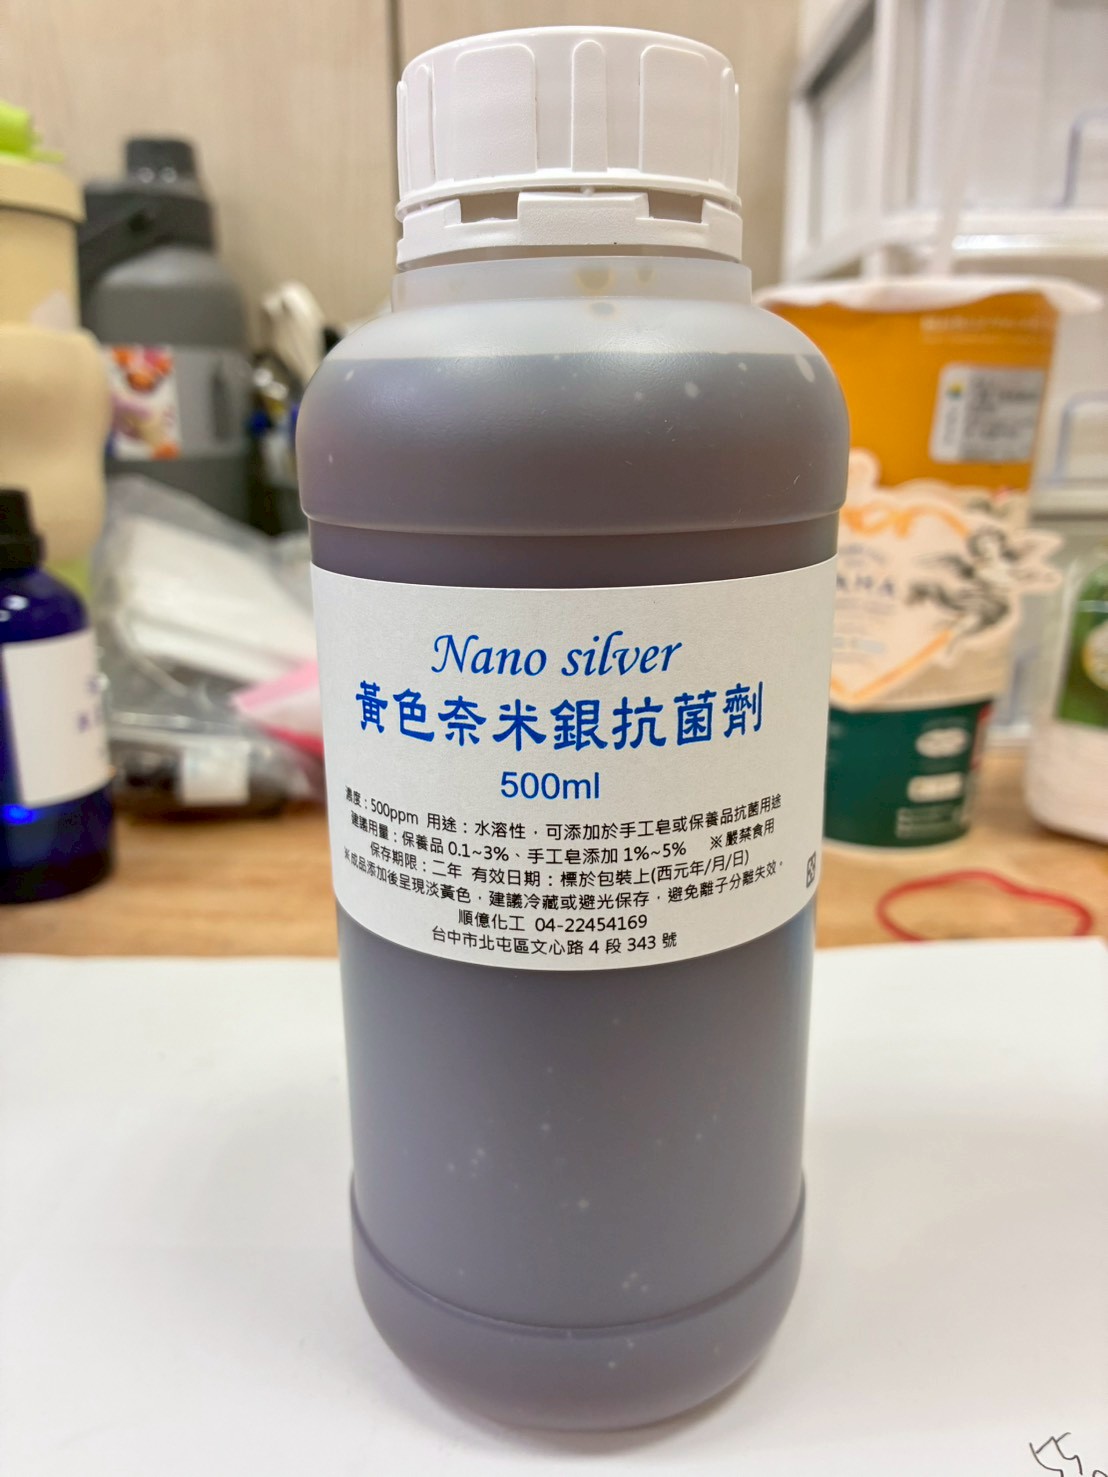 Nano silver
黃色奈米銀抗菌劑
500ml
濃度：500ppm 用途：水溶性，可添加於手工皂或保養品抗菌用途
建議用量：保養品 0.1~3%、手工皂添加 1%~5% ※嚴禁食用
保存期限：二年 有效日期：標於包裝上(西元年/月/日)
※成品添加後呈現淡黃色，建議冷藏或避光保存，避免離子分離失效。
順億化工 04-22454169
台中市北屯區文心路 4 段 343 號